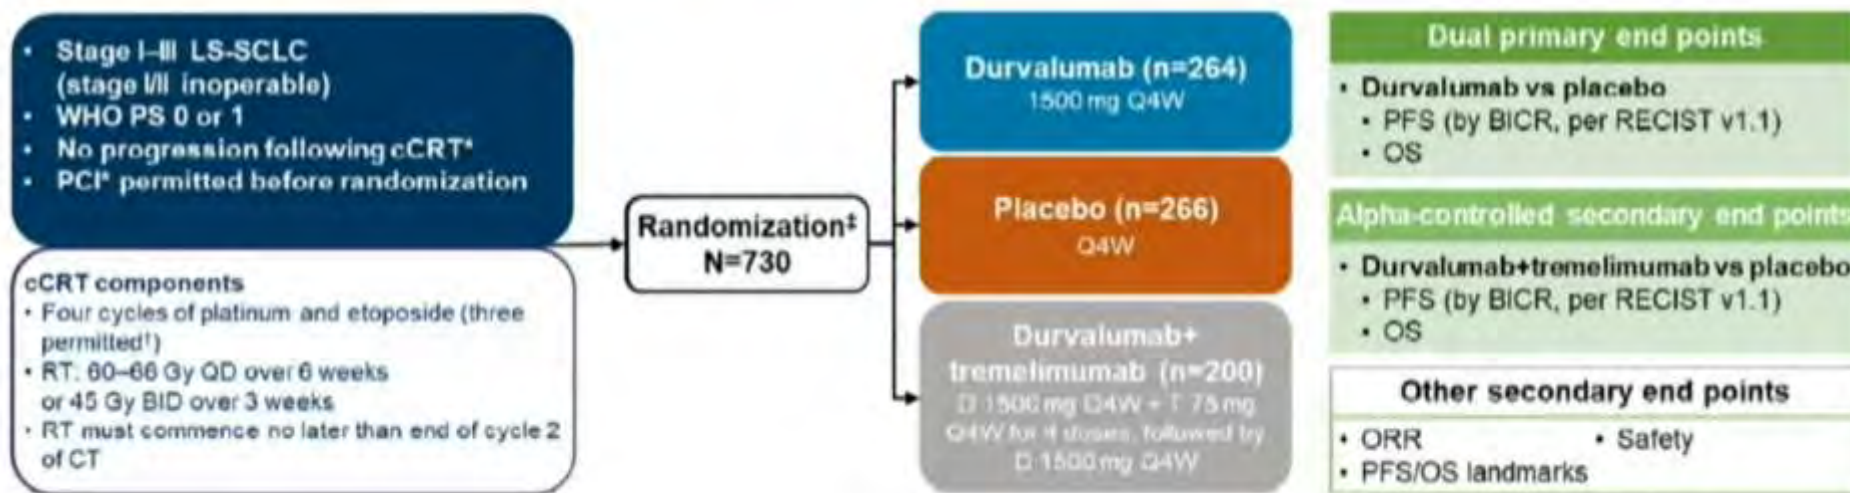 • Stage I–III LS-SCLC
(stage I/II inoperable)
• WHO PS 0 or 1
• No progression following cCRT*
• PCI* permitted before randomization
cCRT components
• Four cycles of platinum and etoposide (three
permitted†)
• RT: 60–66 Gy QD over 6 weeks
or 45 Gy BID over 3 weeks
• RT must commence no later than end of cycle 2
of CT
Randomization‡
N=730
Durvalumab (n=264)
1500 mg Q4W
Placebo (n=266)
Q4W
Durvalumab+
tremelimumab (n=200)
D 1500 mg Q4W + T 75 mg
Q4W for 4 doses, followed by
D 1500 mg Q4W
Dual primary end points
• Durvalumab vs placebo
• PFS (by BICR, per RECIST v1.1)
• OS
Alpha-controlled secondary end points
• Durvalumab+tremelimumab vs placebo
• PFS (by BICR, per RECIST v1.1)
• OS
Other secondary end points
• ORR • Safety
• PFS/OS landmarks